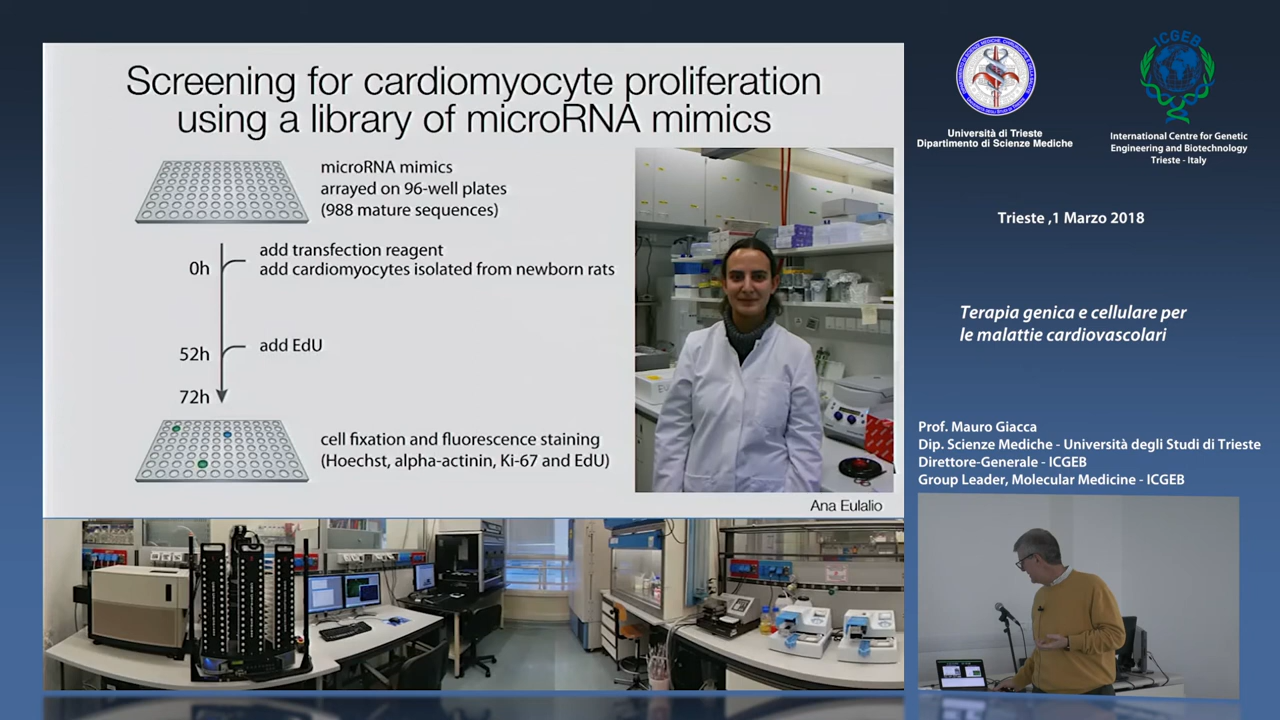 Screening for cardiomyocyte proliferation
using a library of microRNA mimics
microRNA mimics
arrayed on 96-well plates
(988 mature sequences)
0h
add transfection reagent
add cardiomyocytes isolated from newborn rats
52h
add EdU
72h
cell fixation and fluorescence staining
(Hoechst, alpha-actinin, Ki-67 and EdU)
Ana Eulalio
Università di Trieste
Dipartimento di Scienze Mediche
ICGEB
International Centre for Genetic
Engineering and Biotechnology
Trieste - Italy
Trieste ,1 Marzo 2018
Terapia genica e cellulare per
le malattie cardiovascolari
Prof. Mauro Giacca
Dip. Scienze Mediche - Università degli Studi di Trieste
Direttore-Generale - ICGEB
Group Leader, Molecular Medicine - ICGEB